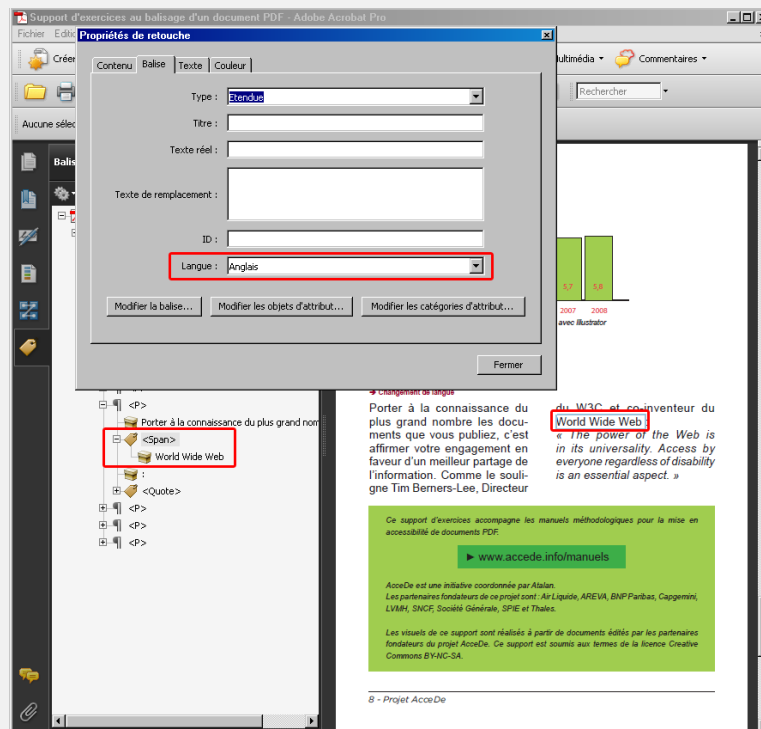 Support d'exercices au balisage d'un document PDF - Adobe Acrobat Pro
Fichier
Propriétés de retouche
Créer
Contenu Balise Texte Couleur
ultimédia
Commentaires
Type : Etendue
Rechercher
Titre :
Aucune sélec
Texte réel :
Balis
Texte de remplacement :
ID :
Langue : Anglais
Modifier la balise... Modifier les objets d'attribut... Modifier les catégories d'attribut...
Fermer
5,7 5,8
2007 2008
avec Illustrator
<P>
Porter à la connaissance du plus grand nom
<Span>
World Wide Web
:
<Quote>
<P>
<P>
<P>
➔ Changement de langue
Porter à la connaissance du
plus grand nombre les docu-
ments que vous publiez, c'est
affirmer votre engagement en
faveur d'un meilleur partage de
l'information. Comme le souli-
gne Tim Berners-Lee, Directeur
du W3C et co-inventeur du
World Wide Web :
« The power of the Web is
in its universality. Access by
everyone regardless of disability
is an essential aspect. »
Ce support d'exercices accompagne les manuels méthodologiques pour la mise en
accessibilité de documents PDF.
► www.accede.info/manuels
AcceDe est une initiative coordonnée par Atalan.
Les partenaires fondateurs de ce projet sont : Air Liquide, AREVA, BNP Paribas, Capgemini,
LVMH, SNCF, Société Générale, SPIE et Thales.
Les visuels de ce support sont réalisés à partir de documents édités par les partenaires
fondateurs du projet AcceDe. Ce support est soumis aux termes de la licence Creative
Commons BY-NC-SA.
8 - Projet AcceDe